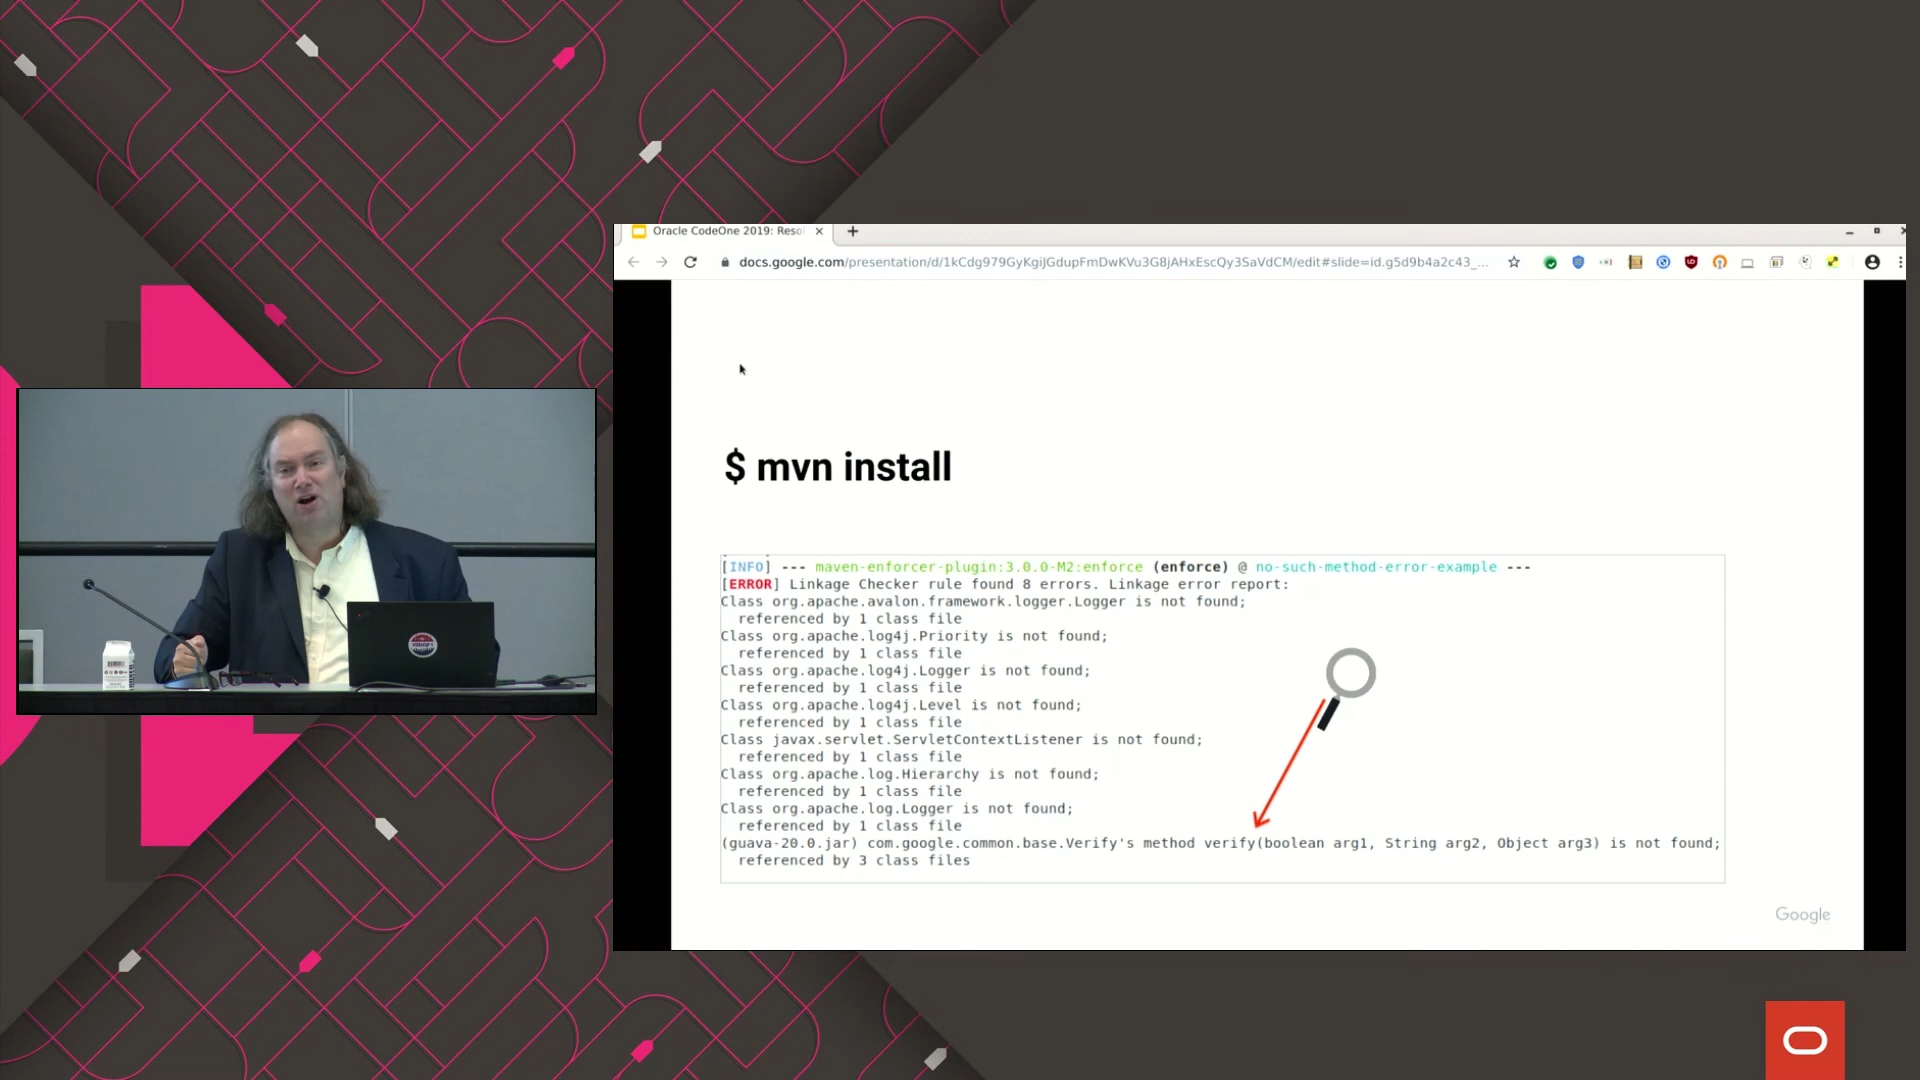 Oracle CodeOne 2019: Resol
docs.google.com/presentation/d/1kCdg979GyKgiJGdupFmDwKVu3G8jAHxEscQy3SaVdCM/edit#slide=id.g5d9b4a2c43_...
$ mvn install
[INFO] --- maven-enforcer-plugin:3.0.0-M2:enforce (enforce) @ no-such-method-error-example ---
[ERROR] Linkage Checker rule found 8 errors. Linkage error report:
Class org.apache.avalon.framework.logger.Logger is not found;
referenced by 1 class file
Class org.apache.log4j.Priority is not found;
referenced by 1 class file
Class org.apache.log4j.Logger is not found;
referenced by 1 class file
Class org.apache.log4j.Level is not found;
referenced by 1 class file
Class javax.servlet.ServletContextListener is not found;
referenced by 1 class file
Class org.apache.log.Hierarchy is not found;
referenced by 1 class file
Class org.apache.log.Logger is not found;
referenced by 1 class file
(guava-20.0.jar) com.google.common.base.Verify's method verify(boolean arg1, String arg2, Object arg3) is not found;
referenced by 3 class files
Google